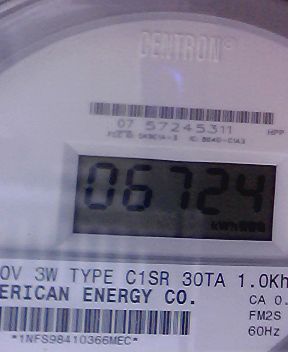 CENTRON®
07 57245311
HPP
06724
kWh
0V 3W TYPE C1SR 30TA 1.0Kh
ERICAN ENERGY CO.
CA 0.
FM2S
60Hz
*1NFS98410366MEC*